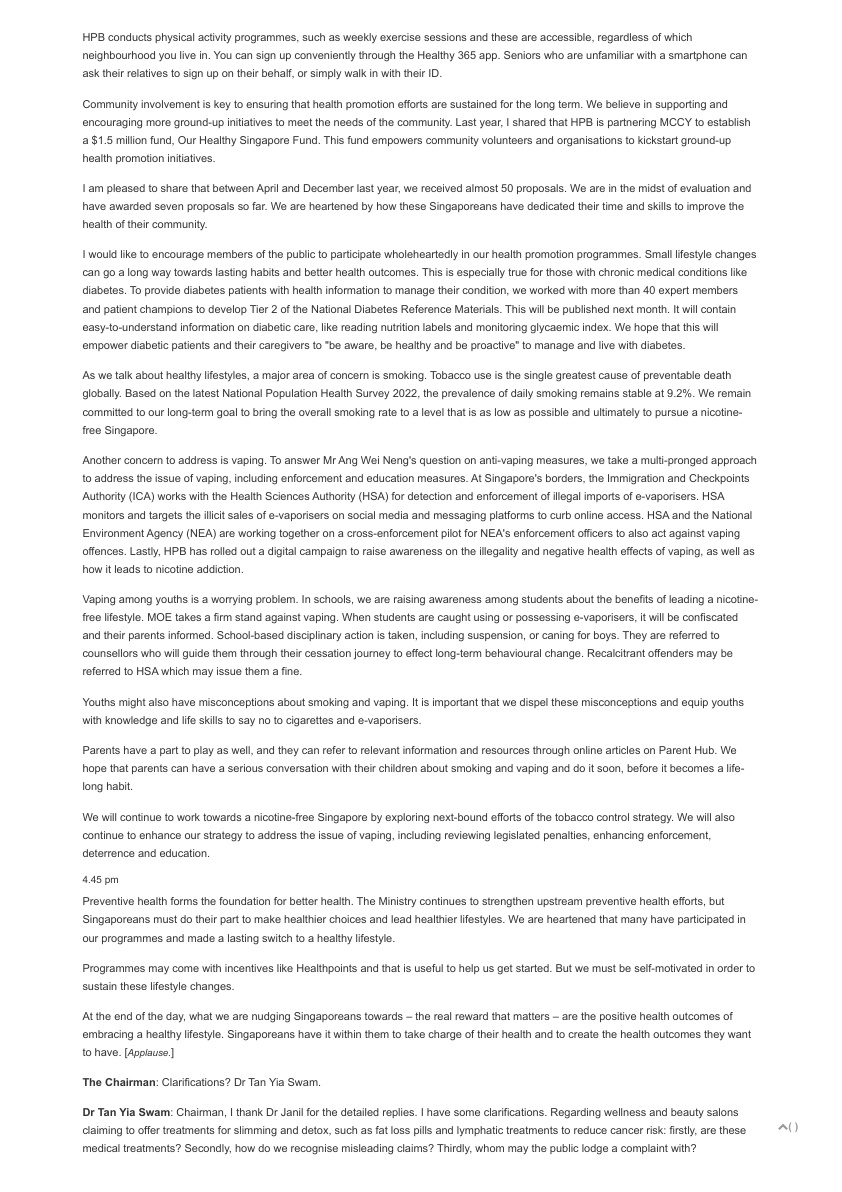 HPB conducts physical activity programmes, such as weekly exercise sessions and these are accessible, regardless of which
neighbourhood you live in. You can sign up conveniently through the Healthy 365 app. Seniors who are unfamiliar with a smartphone can
ask their relatives to sign up on their behalf, or simply walk in with their ID.
Community involvement is key to ensuring that health promotion efforts are sustained for the long term. We believe in supporting and
encouraging more ground-up initiatives to meet the needs of the community. Last year, I shared that HPB is partnering MCCY to establish
a $1.5 million fund, Our Healthy Singapore Fund. This fund empowers community volunteers and organisations to kickstart ground-up
health promotion initiatives.
I am pleased to share that between April and December last year, we received almost 50 proposals. We are in the midst of evaluation and
have awarded seven proposals so far. We are heartened by how these Singaporeans have dedicated their time and skills to improve the
health of their community.
I would like to encourage members of the public to participate wholeheartedly in our health promotion programmes. Small lifestyle changes
can go a long way towards lasting habits and better health outcomes. This is especially true for those with chronic medical conditions like
diabetes. To provide diabetes patients with health information to manage their condition, we worked with more than 40 expert members
and patient champions to develop Tier 2 of the National Diabetes Reference Materials. This will be published next month. It will contain
easy-to-understand information on diabetic care, like reading nutrition labels and monitoring glycaemic index. We hope that this will
empower diabetic patients and their caregivers to "be aware, be healthy and be proactive" to manage and live with diabetes.
As we talk about healthy lifestyles, a major area of concern is smoking. Tobacco use is the single greatest cause of preventable death
globally. Based on the latest National Population Health Survey 2022, the prevalence of daily smoking remains stable at 9.2%. We remain
committed to our long-term goal to bring the overall smoking rate to a level that is as low as possible and ultimately to pursue a nicotine-
free Singapore.
Another concern to address is vaping. To answer Mr Ang Wei Neng's question on anti-vaping measures, we take a multi-pronged approach
to address the issue of vaping, including enforcement and education measures. At Singapore's borders, the Immigration and Checkpoints
Authority (ICA) works with the Health Sciences Authority (HSA) for detection and enforcement of illegal imports of e-vaporisers. HSA
monitors and targets the illicit sales of e-vaporisers on social media and messaging platforms to curb online access. HSA and the National
Environment Agency (NEA) are working together on a cross-enforcement pilot for NEA's enforcement officers to also act against vaping
offences. Lastly, HPB has rolled out a digital campaign to raise awareness on the illegality and negative health effects of vaping, as well as
how it leads to nicotine addiction.
Vaping among youths is a worrying problem. In schools, we are raising awareness among students about the benefits of leading a nicotine-
free lifestyle. MOE takes a firm stand against vaping. When students are caught using or possessing e-vaporisers, it will be confiscated
and their parents informed. School-based disciplinary action is taken, including suspension, or caning for boys. They are referred to
counsellors who will guide them through their cessation journey to effect long-term behavioural change. Recalcitrant offenders may be
referred to HSA which may issue them a fine.
Youths might also have misconceptions about smoking and vaping. It is important that we dispel these misconceptions and equip youths
with knowledge and life skills to say no to cigarettes and e-vaporisers.
Parents have a part to play as well, and they can refer to relevant information and resources through online articles on Parent Hub. We
hope that parents can have a serious conversation with their children about smoking and vaping and do it soon, before it becomes a life-
long habit.
We will continue to work towards a nicotine-free Singapore by exploring next-bound efforts of the tobacco control strategy. We will also
continue to enhance our strategy to address the issue of vaping, including reviewing legislated penalties, enhancing enforcement,
deterrence and education.
4.45 pm
Preventive health forms the foundation for better health. The Ministry continues to strengthen upstream preventive health efforts, but
Singaporeans must do their part to make healthier choices and lead healthier lifestyles. We are heartened that many have participated in
our programmes and made a lasting switch to a healthy lifestyle.
Programmes may come with incentives like Healthpoints and that is useful to help us get started. But we must be self-motivated in order to
sustain these lifestyle changes.
At the end of the day, what we are nudging Singaporeans towards – the real reward that matters – are the positive health outcomes of
embracing a healthy lifestyle. Singaporeans have it within them to take charge of their health and to create the health outcomes they want
to have. [Applause.]
The Chairman: Clarifications? Dr Tan Yia Swam.
Dr Tan Yia Swam: Chairman, I thank Dr Janil for the detailed replies. I have some clarifications. Regarding wellness and beauty salons
claiming to offer treatments for slimming and detox, such as fat loss pills and lymphatic treatments to reduce cancer risk: firstly, are these
medical treatments? Secondly, how do we recognise misleading claims? Thirdly, whom may the public lodge a complaint with?
( )